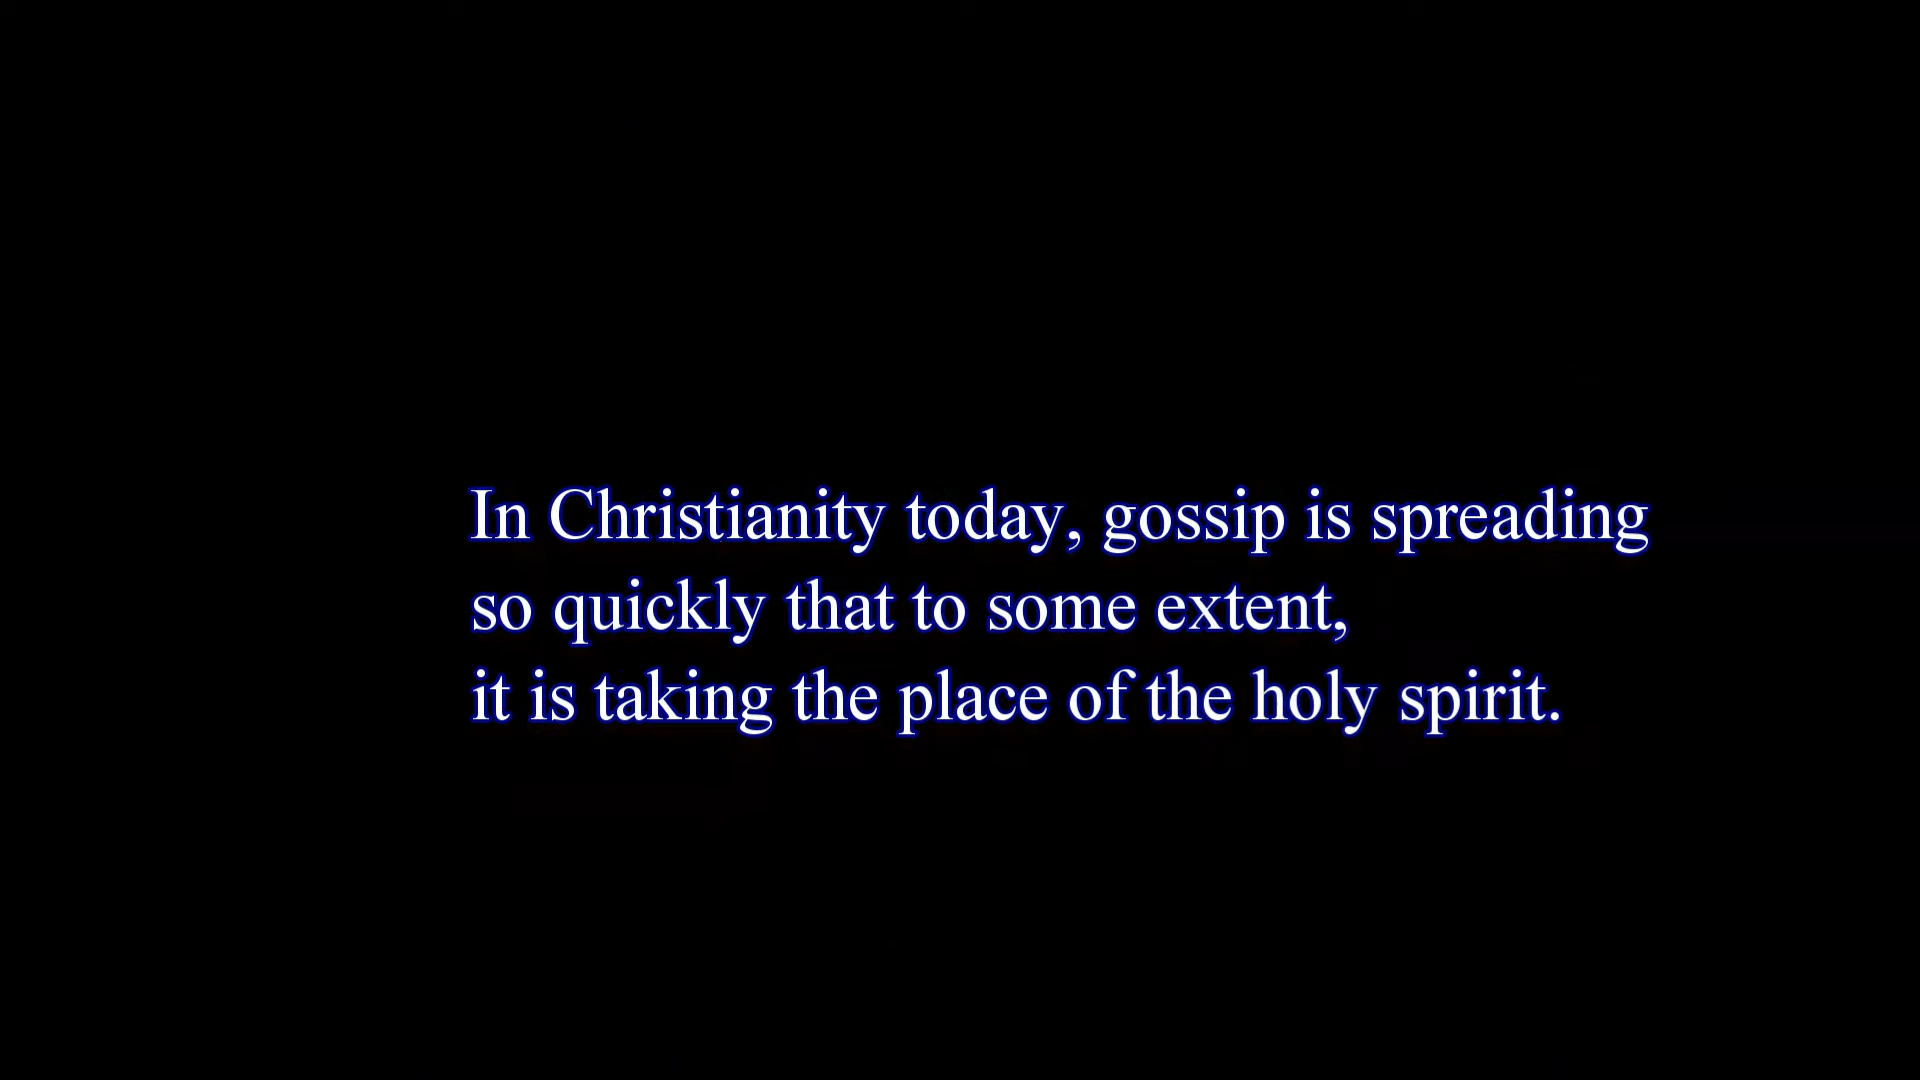 In Christianity today, gossip is spreading
so quickly that to some extent,
it is taking the place of the holy spirit.